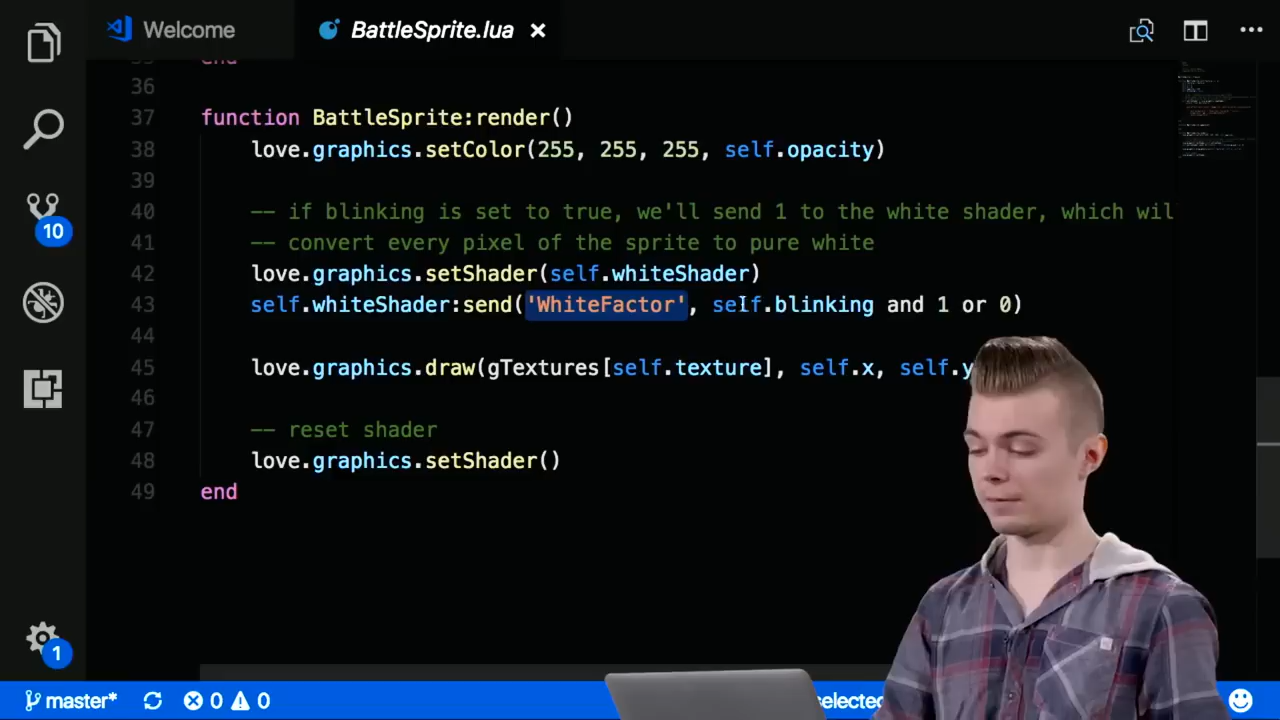 Welcome
BattleSprite.lua
end
36
37 function BattleSprite:render()
38 love.graphics.setColor(255, 255, 255, self.opacity)
39
40 -- if blinking is set to true, we'll send 1 to the white shader, which wil
41 -- convert every pixel of the sprite to pure white
42 love.graphics.setShader(self.whiteShader)
43 self.whiteShader:send('WhiteFactor', self.blinking and 1 or 0)
44
45 love.graphics.draw(gTextures[self.texture], self.x, self.y
46
47 -- reset shader
48 love.graphics.setShader()
49 end
10
1
master* 0 0 selected